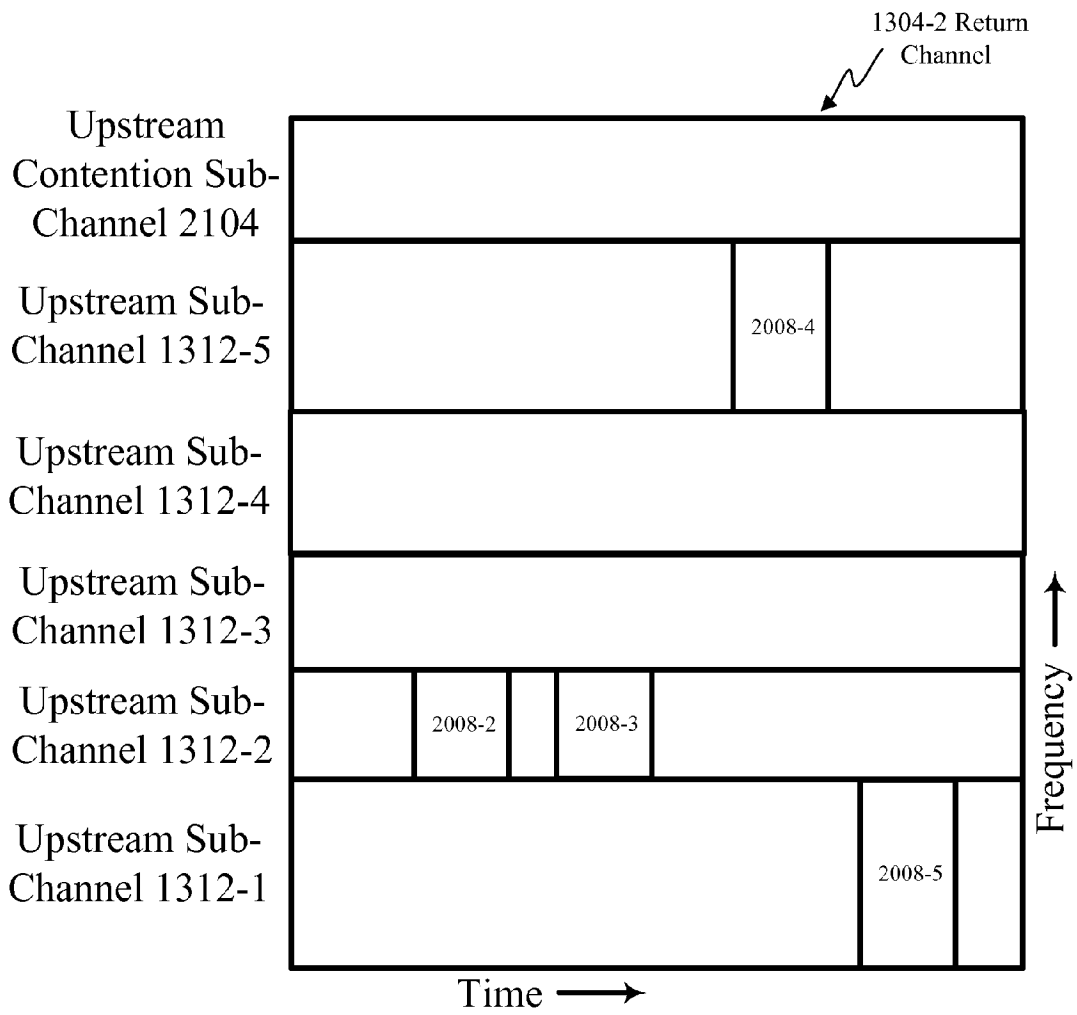 1304-2 Return
Channel
Upstream
Contention Sub-
Channel 2104
Upstream Sub-
Channel 1312-5
2008-4
Upstream Sub-
Channel 1312-4
Upstream Sub-
Channel 1312-3
Upstream Sub-
Channel 1312-2
2008-2
2008-3
Upstream Sub-
Channel 1312-1
2008-5
Frequency
Time